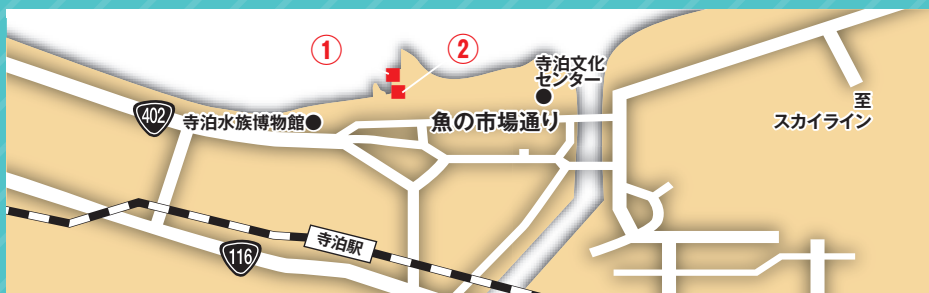 ①
②
寺泊文化
センター
402
寺泊水族博物館
魚の市場通り
至
スカイライン
寺泊駅
116